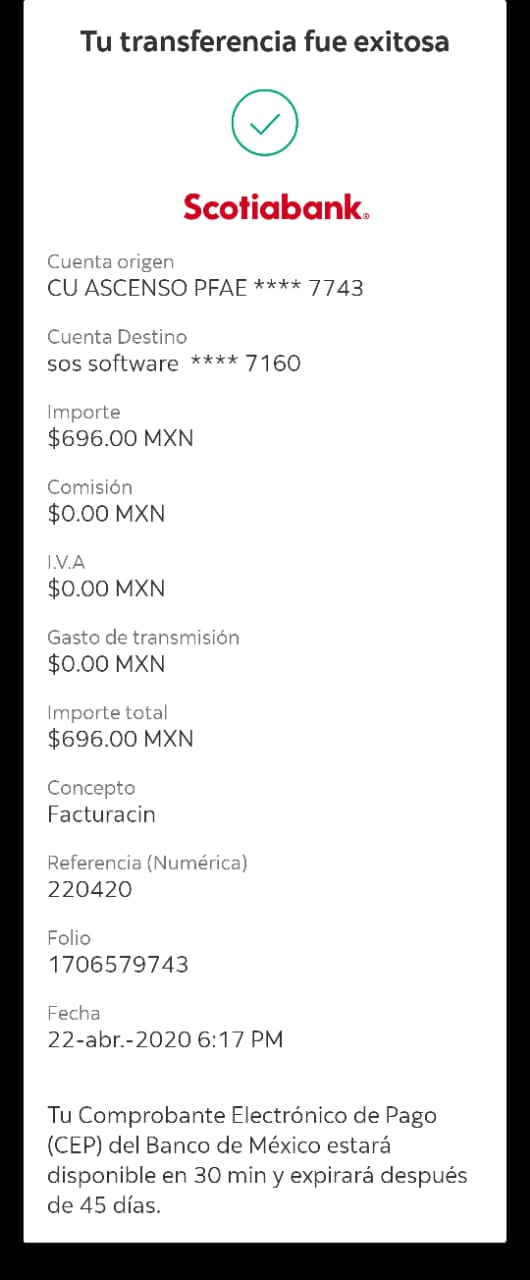 Tu transferencia fue exitosa
Scotiabank®
Cuenta origen
CU ASCENSO PFAE **** 7743
Cuenta Destino
sos software **** 7160
Importe
$696.00 MXN
Comisión
$0.00 MXN
I.V.A
$0.00 MXN
Gasto de transmisión
$0.00 MXN
Importe total
$696.00 MXN
Concepto
Facturacin
Referencia (Numérica)
220420
Folio
1706579743
Fecha
22-abr.-2020 6:17 PM
Tu Comprobante Electrónico de Pago
(CEP) del Banco de México estará
disponible en 30 min y expirará después
de 45 días.